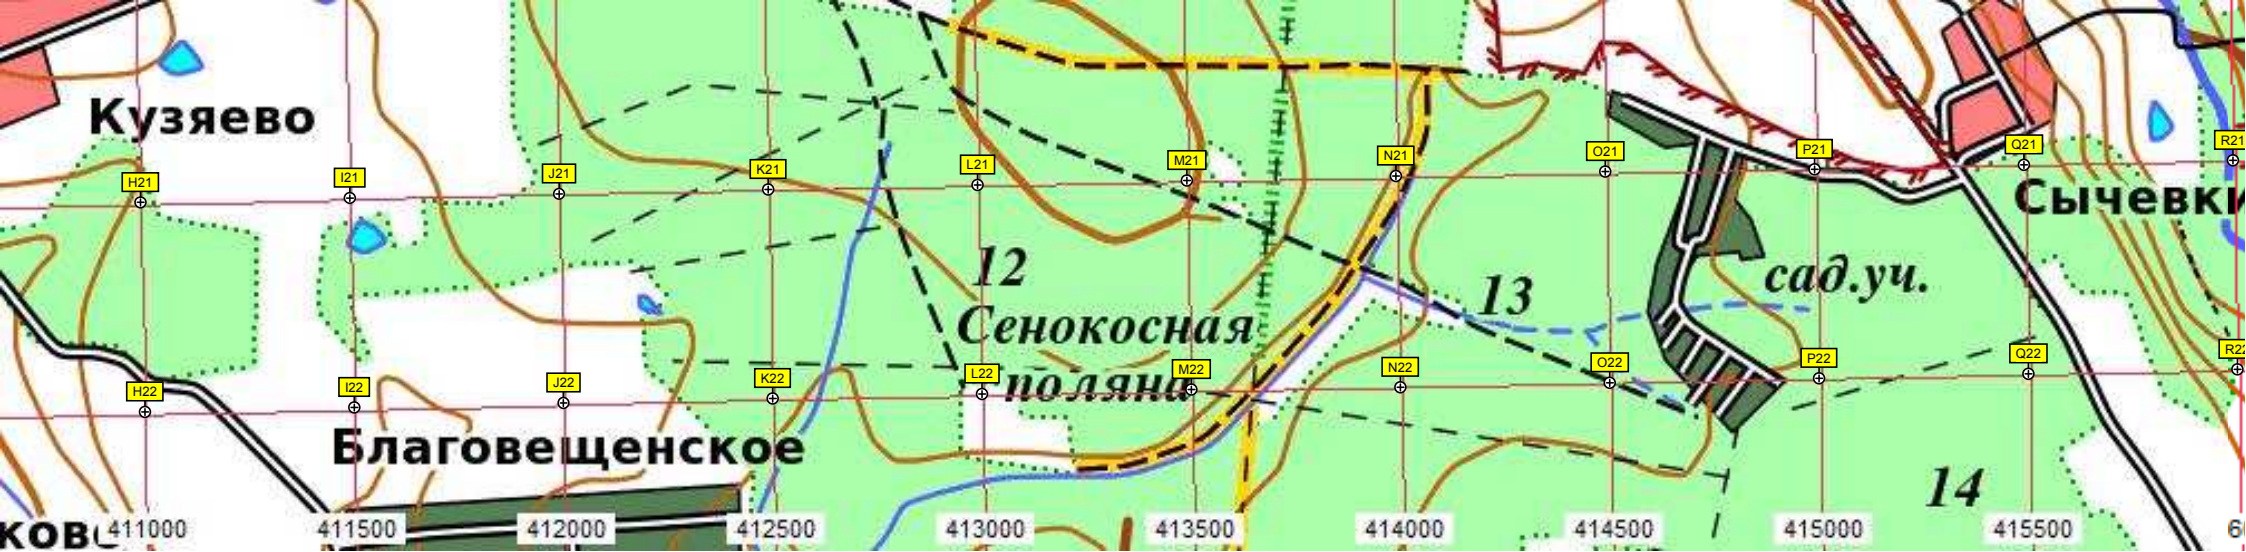 Кузяево
H21 I21 J21 K21 L21 M21 N21 O21 P21 Q21 R21
Сычевки
12
13
сад.уч.
Сенокосная
поляна
H22 I22 J22 K22 L22 M22 N22 O22 P22 Q22 R22
Благовещенское
14
411000 411500 412000 412500 413000 413500 414000 414500 415000 415500